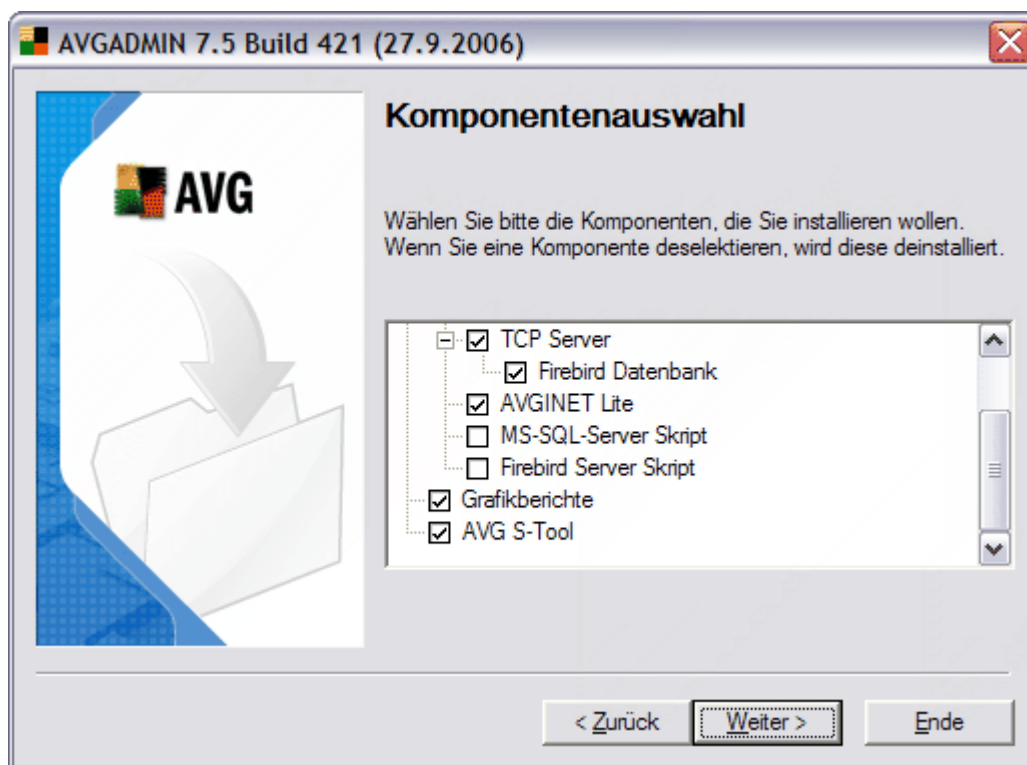 AVGADMIN 7.5 Build 421 (27.9.2006)
AVG
Komponentenauswahl
Wählen Sie bitte die Komponenten, die Sie installieren wollen.
Wenn Sie eine Komponente deselektieren, wird diese deinstalliert.
TCP Server
Firebird Datenbank
AVGINET Lite
MS-SQL-Server Skript
Firebird Server Skript
Grafikberichte
AVG S-Tool
< Zurück
Weiter >
Ende